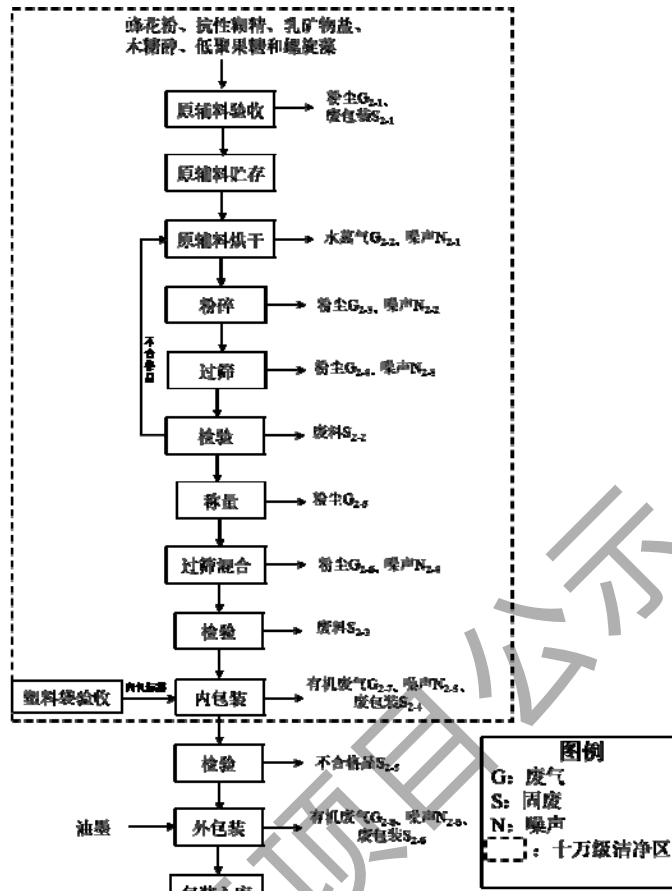 蜂花粉、抗性糊精、乳矿物盐、
木糖醇、低聚果糖和螺旋藻
原辅料验收
粉尘G2-1、
废包装S2-1
原辅料贮存
原辅料烘干
水蒸气G2-2、噪声N2-1
粉碎
粉尘G2-3、噪声N2-2
不合格品
过筛
粉尘G2-4、噪声N2-3
检验
废料S2-2
称量
粉尘G2-5
过筛混合
粉尘G2-6、噪声N2-4
检验
废料S2-3
塑料袋验收
内包装
有机废气G2-7、噪声N2-5、
废包装S2-4
检验
不合格品S2-5
油墨
外包装
有机废气G2-8、噪声N2-6、
废包装S2-6
图例
G：废气
S：固废
N：噪声
：十万级洁净区
项目公示